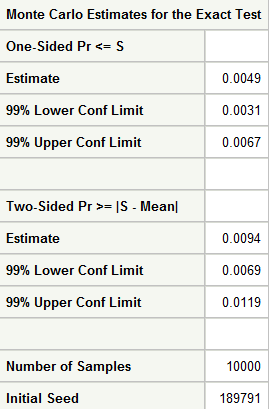 Monte Carlo Estimates for the Exact Test
One-Sided Pr <= S
Estimate 0.0049
99% Lower Conf Limit 0.0031
99% Upper Conf Limit 0.0067
Two-Sided Pr >= |S - Mean|
Estimate 0.0094
99% Lower Conf Limit 0.0069
99% Upper Conf Limit 0.0119
Number of Samples 10000
Initial Seed 189791